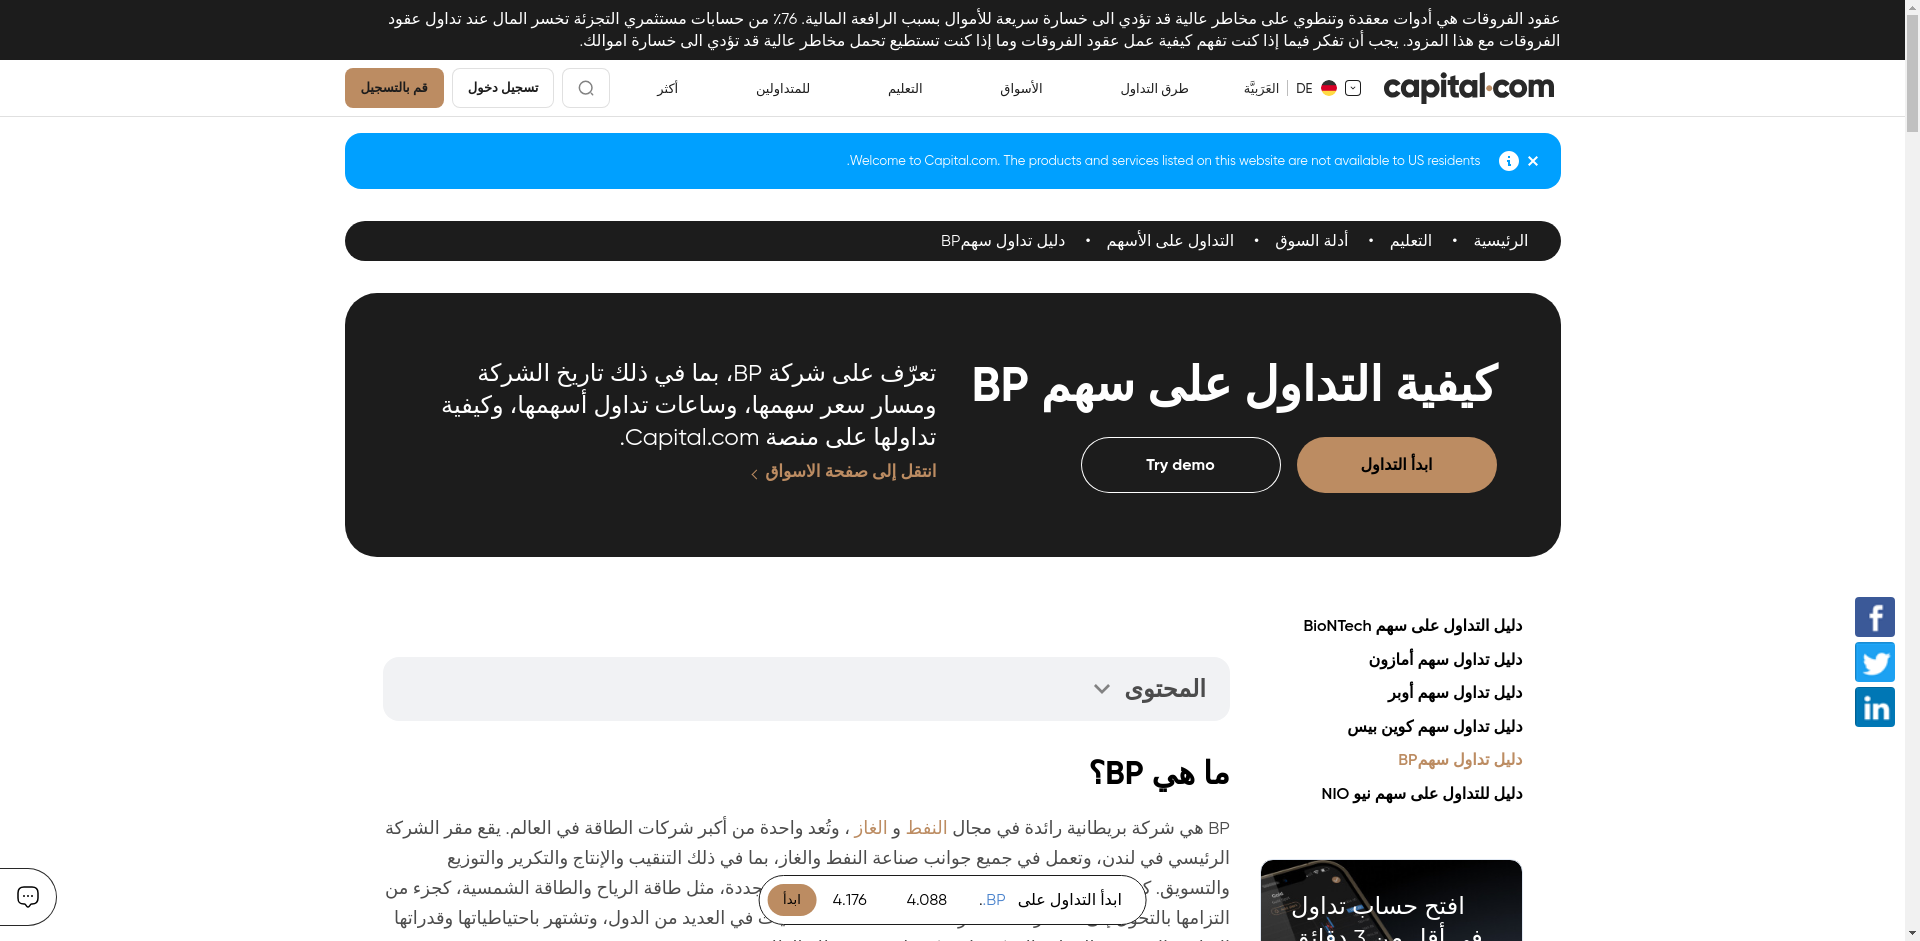 عقود الفروقات هي أدوات معقدة وتنطوي على مخاطر عالية قد تؤدي الى خسارة سريعة للأموال بسبب الرافعة المالية. 76٪ من حسابات مستثمري التجزئة تخسر المال عند تداول عقود
الفروقات مع هذا المزود. يجب أن تفكر فيما إذا كنت تفهم كيفية عمل عقود الفروقات وما إذا كنت تستطيع تحمل مخاطر عالية قد تؤدي الى خسارة اموالك.
capital.com
DE العَرَبيَّة
طرق التداول
الأسواق
التعليم
للمتداولين
أكثر
تسجيل دخول
قم بالتسجيل
Welcome to Capital.com. The products and services listed on this website are not available to US residents.
الرئيسية • التعليم • أدلة السوق • التداول على الأسهم • دليل تداول سهمBP
كيفية التداول على سهم BP
ابدأ التداول
Try demo
تعرّف على شركة BP، بما في ذلك تاريخ الشركة
ومسار سعر سهمها، وساعات تداول أسهمها، وكيفية
تداولها على منصة Capital.com.
انتقل إلى صفحة الاسواق
دليل التداول على سهم BioNTech
دليل تداول سهم أمازون
دليل تداول سهم أوبر
دليل تداول سهم كوين بيس
دليل تداول سهمBP
دليل للتداول على سهم نيو NIO
افتح حساب تداول
في أقل من 3 دقائق
المحتوى
ما هي BP؟
BP هي شركة بريطانية رائدة في مجال النفط و الغاز ، وتُعد واحدة من أكبر شركات الطاقة في العالم. يقع مقر الشركة
الرئيسي في لندن، وتعمل في جميع جوانب صناعة النفط والغاز، بما في ذلك التنقيب والإنتاج والتكرير والتوزيع
والتسويق. جددة، مثل طاقة الرياح والطاقة الشمسية، كجزء من
التزامها في العديد من الدول، وتشتهر باحتياطياتها وقدراتها
ابدأ التداول على BP..
4.088
4.176
ابدأ